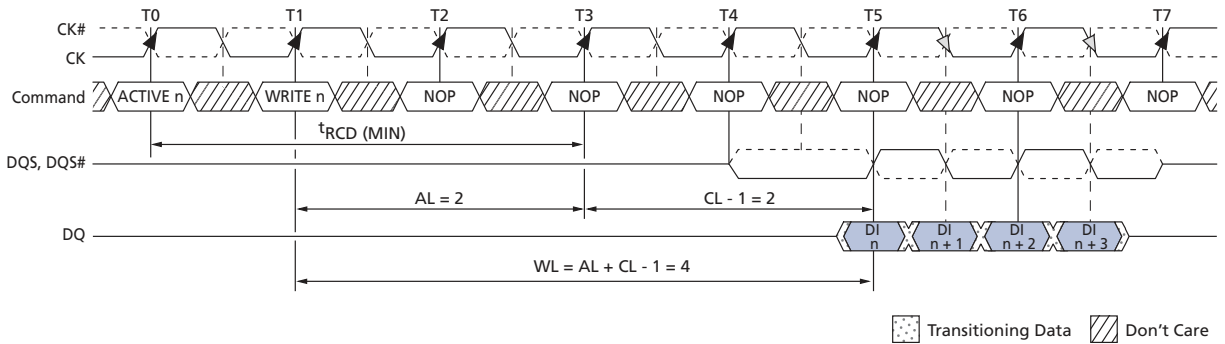 T0 T1 T2 T3 T4 T5 T6 T7
CK#
CK
Command ACTIVE n WRITE n NOP NOP NOP NOP NOP NOP
tRCD (MIN)
DQS, DQS#
AL = 2 CL - 1 = 2
DQ DI n DI n + 1 DI n + 2 DI n + 3
WL = AL + CL - 1 = 4
Transitioning Data Don't Care